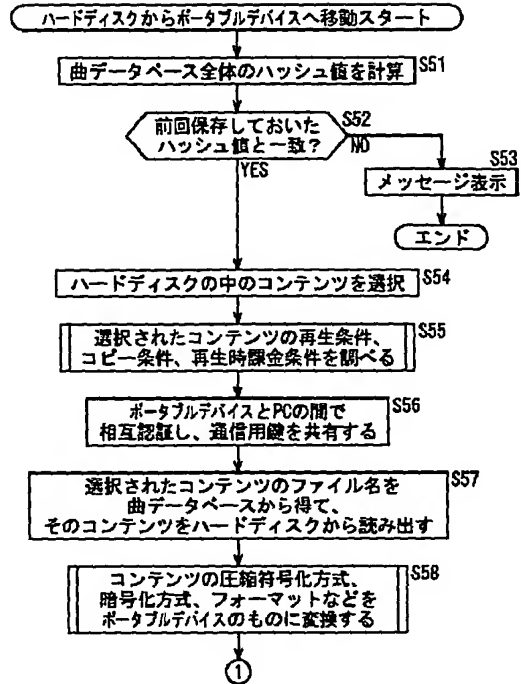 ハードディスクからポータブルデバイスへ移動スタート
曲データベース全体のハッシュ値を計算
S51
前回保存しておいた
ハッシュ値と一致?
S52
NO
YES
S53
メッセージ表示
エンド
ハードディスクの中のコンテンツを選択
S54
選択されたコンテンツの再生条件、
コピー条件、再生時課金条件を調べる
S55
ポータブルデバイスとPCの間で
相互認証し、通信用鍵を共有する
S56
選択されたコンテンツのファイル名を
曲データベースから得て、
そのコンテンツをハードディスクから読み出す
S57
コンテンツの圧縮符号化方式、
暗号化方式、フォーマットなどを
ポータブルデバイスのものに変換する
S58
1